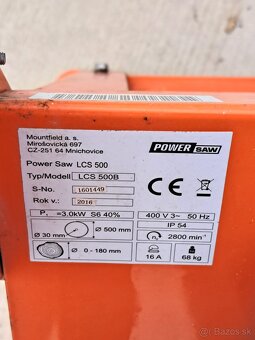 Mountfield a. s.
Mirošovická 697
CZ-251 64 Mnichovice
POWER SAW
Power Saw LCS 500
Typ/Modell LCS 500B
S-No. 1601449
Rok v.: 2016
CE
P₁ =3.0kW S6 40%
400 V 3~ 50 Hz
Ø 30 mm Ø 500 mm
IP 54
n₀ 2800 min⁻¹
Ø 0 -180 mm
16 A 68 kg
bazos.sk